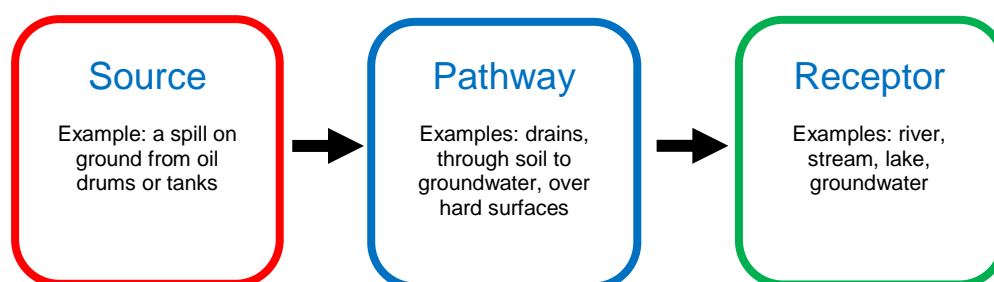 Source
Example: a spill on
ground from oil
drums or tanks
Pathway
Examples: drains,
through soil to
groundwater, over
hard surfaces
Receptor
Examples: river,
stream, lake,
groundwater